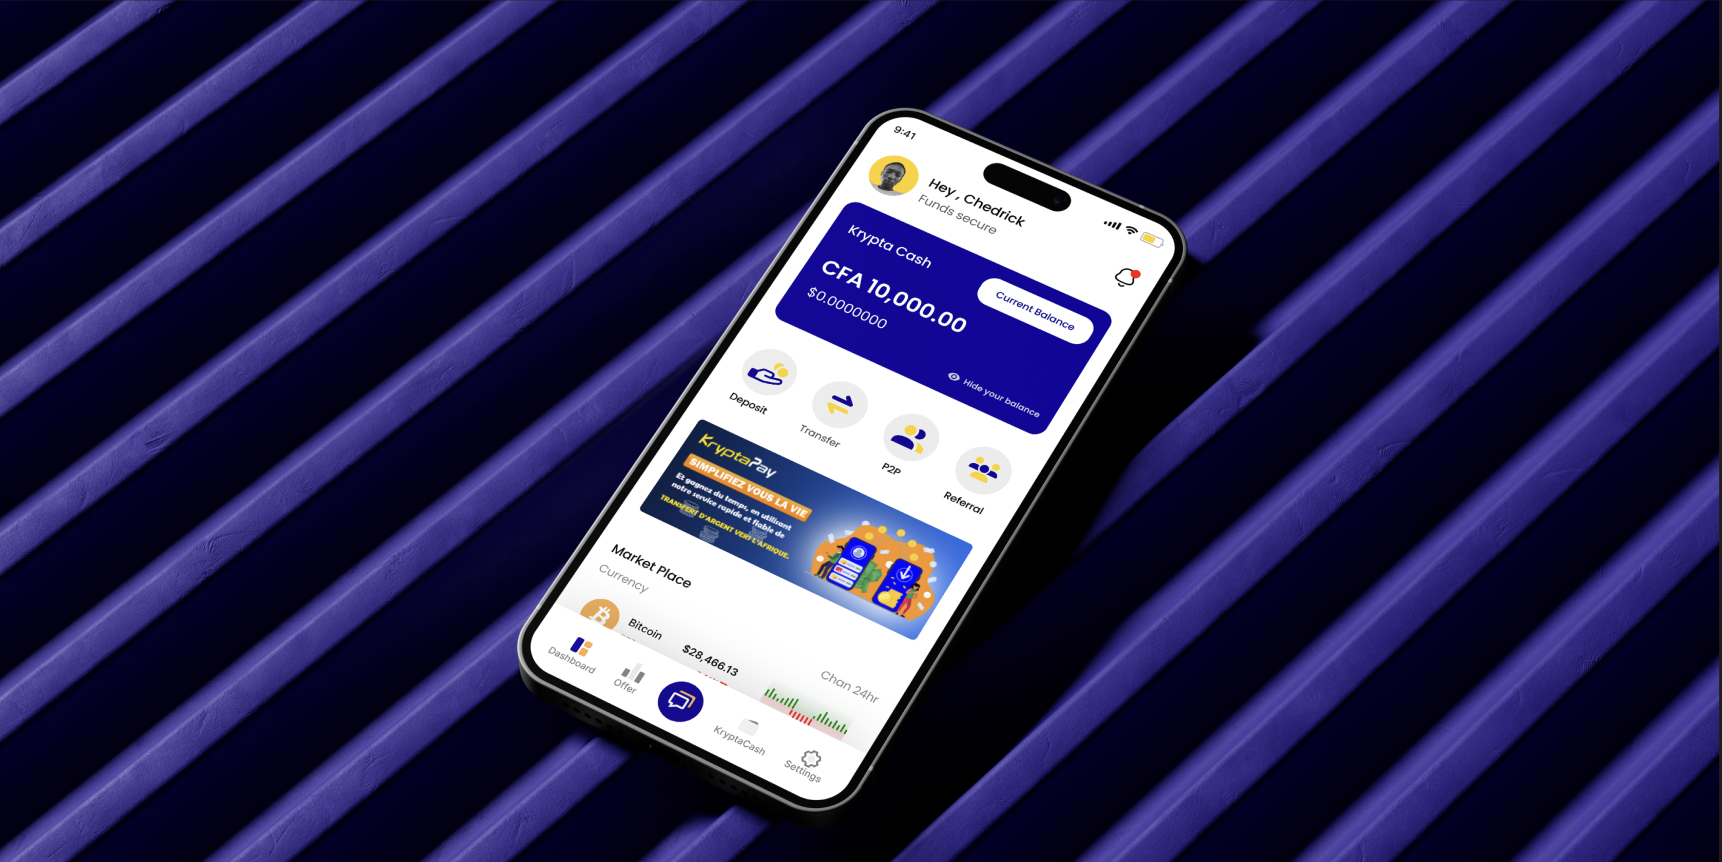 9:41
Hey , Chedrick
Funds secure
Krypta Cash
Current Balance
CFA 10,000.00
$0.0000000
Hide your balance
Deposit
Transfer
P2P
Referral
KryptaPay
SIMPLIFIEZ VOUS LA VIE
Et gagnez du temps, en utilisant
notre service rapide et fiable de
TRANSFERT D'ARGENT VERS L'AFRIQUE.
Market Place
Currency
Chan 24hr
Bitcoin
$28,466.13
Dashboard
Offer
KryptaCash
Settings